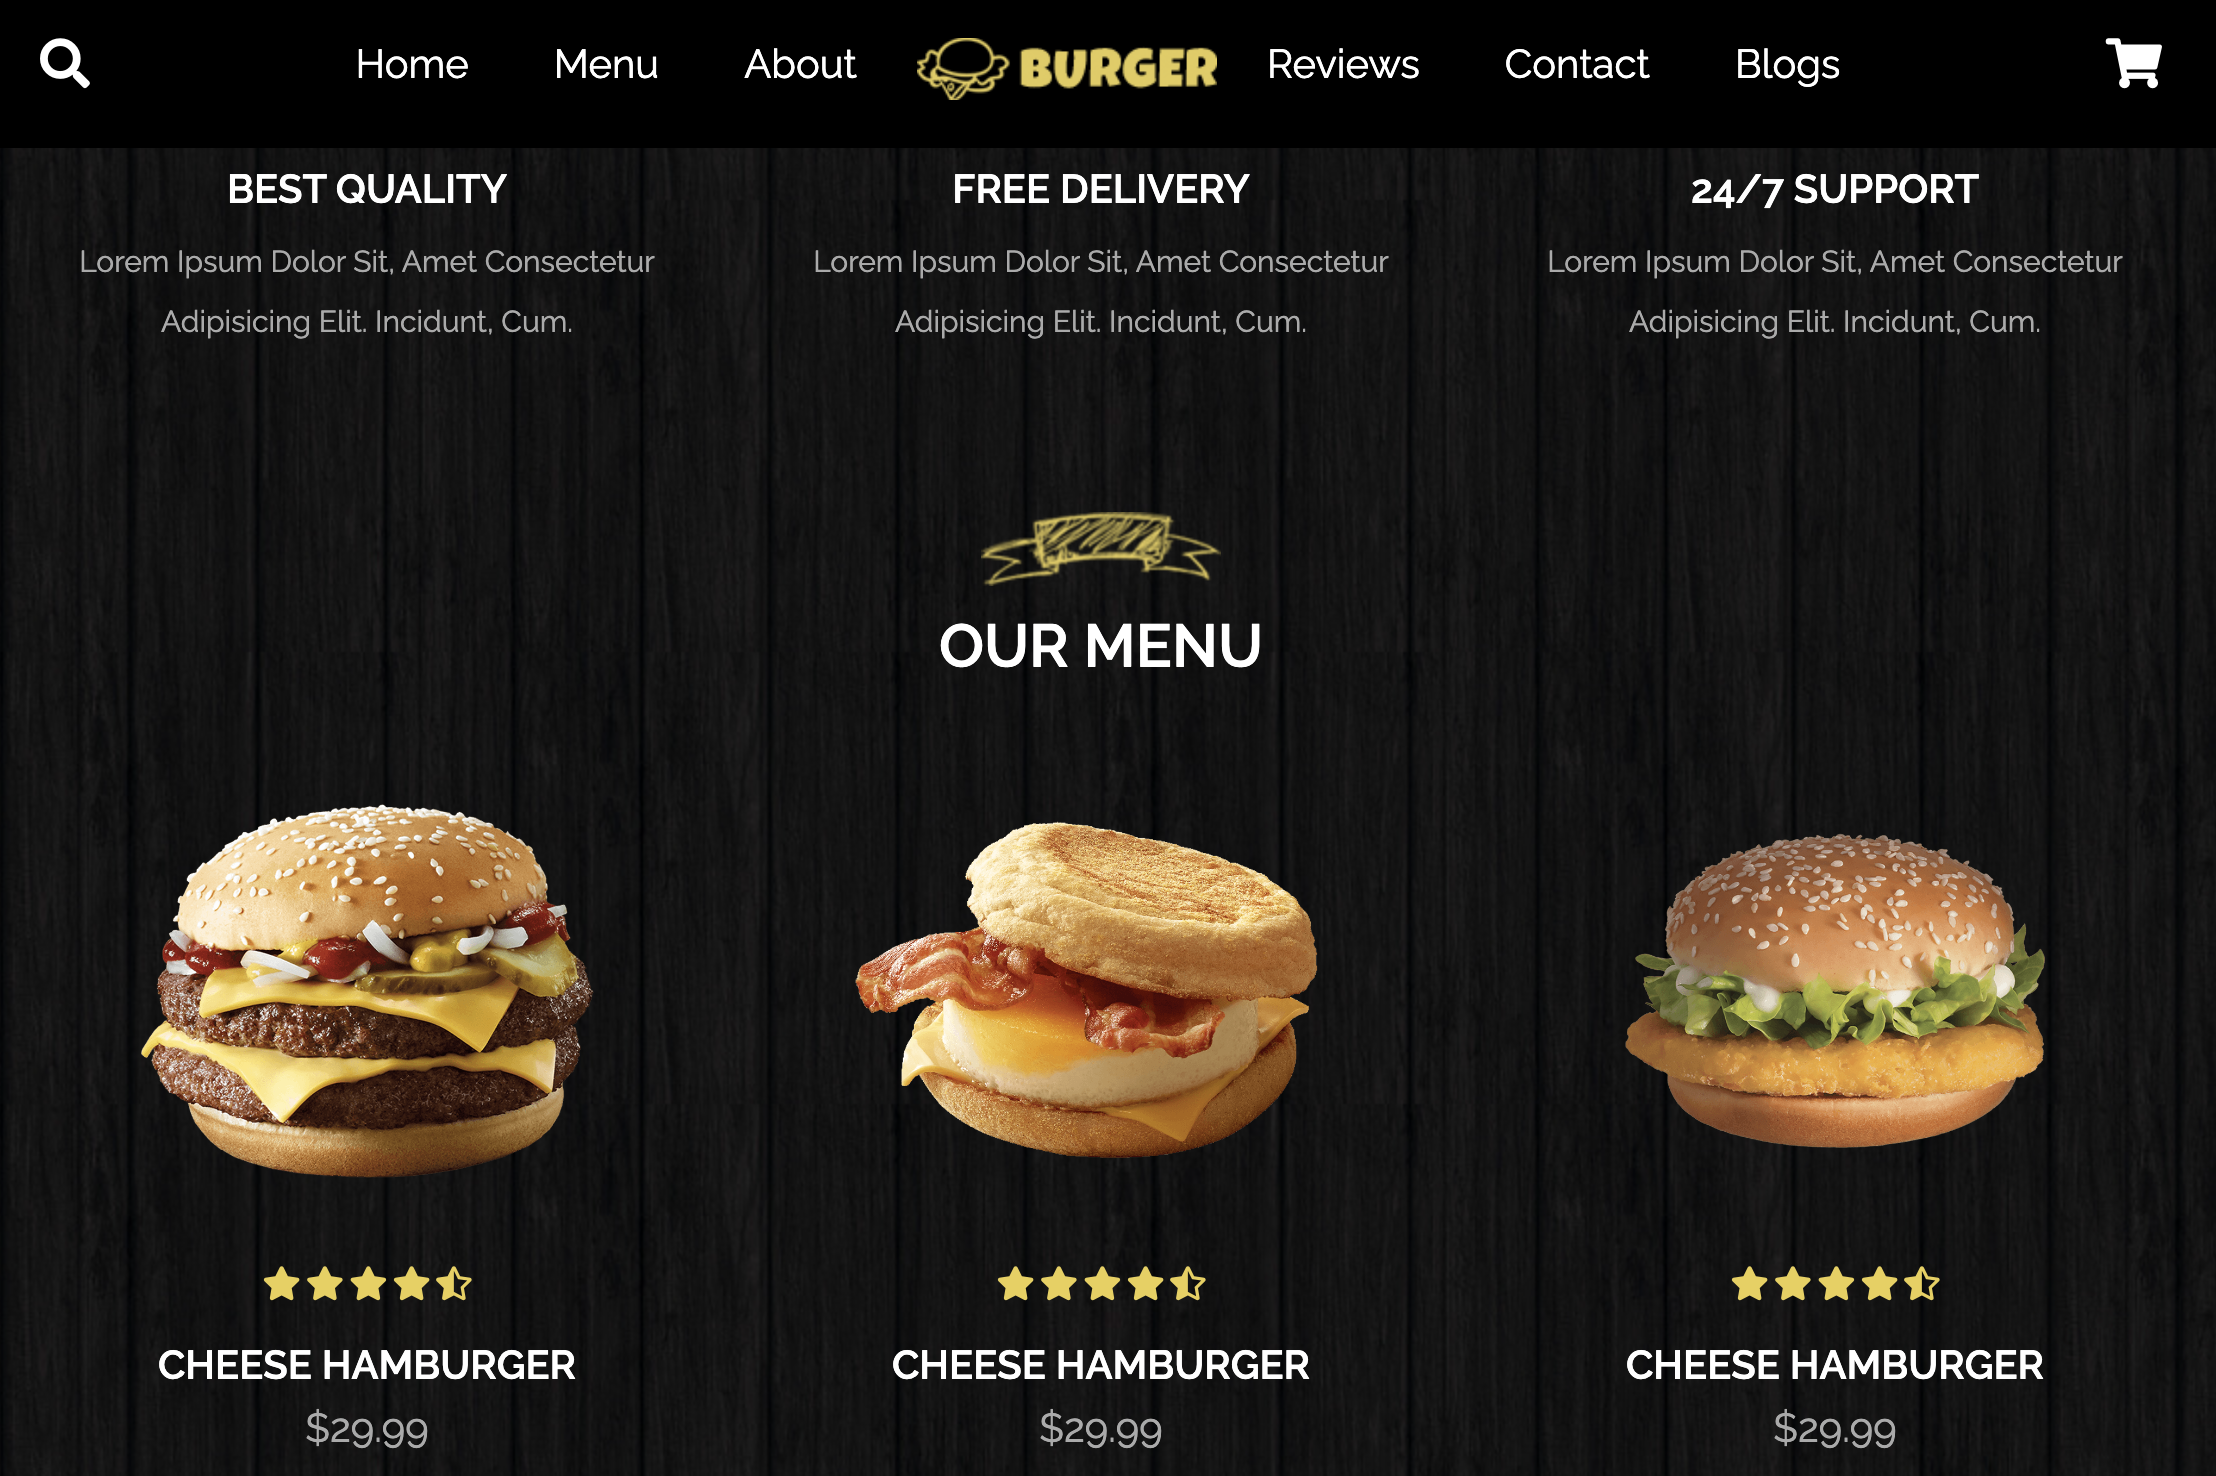 Home Menu About BURGER Reviews Contact Blogs
BEST QUALITY
Lorem Ipsum Dolor Sit, Amet Consectetur
Adipisicing Elit. Incidunt, Cum.
FREE DELIVERY
Lorem Ipsum Dolor Sit, Amet Consectetur
Adipisicing Elit. Incidunt, Cum.
24/7 SUPPORT
Lorem Ipsum Dolor Sit, Amet Consectetur
Adipisicing Elit. Incidunt, Cum.
OUR MENU
CHEESE HAMBURGER
$29.99
CHEESE HAMBURGER
$29.99
CHEESE HAMBURGER
$29.99